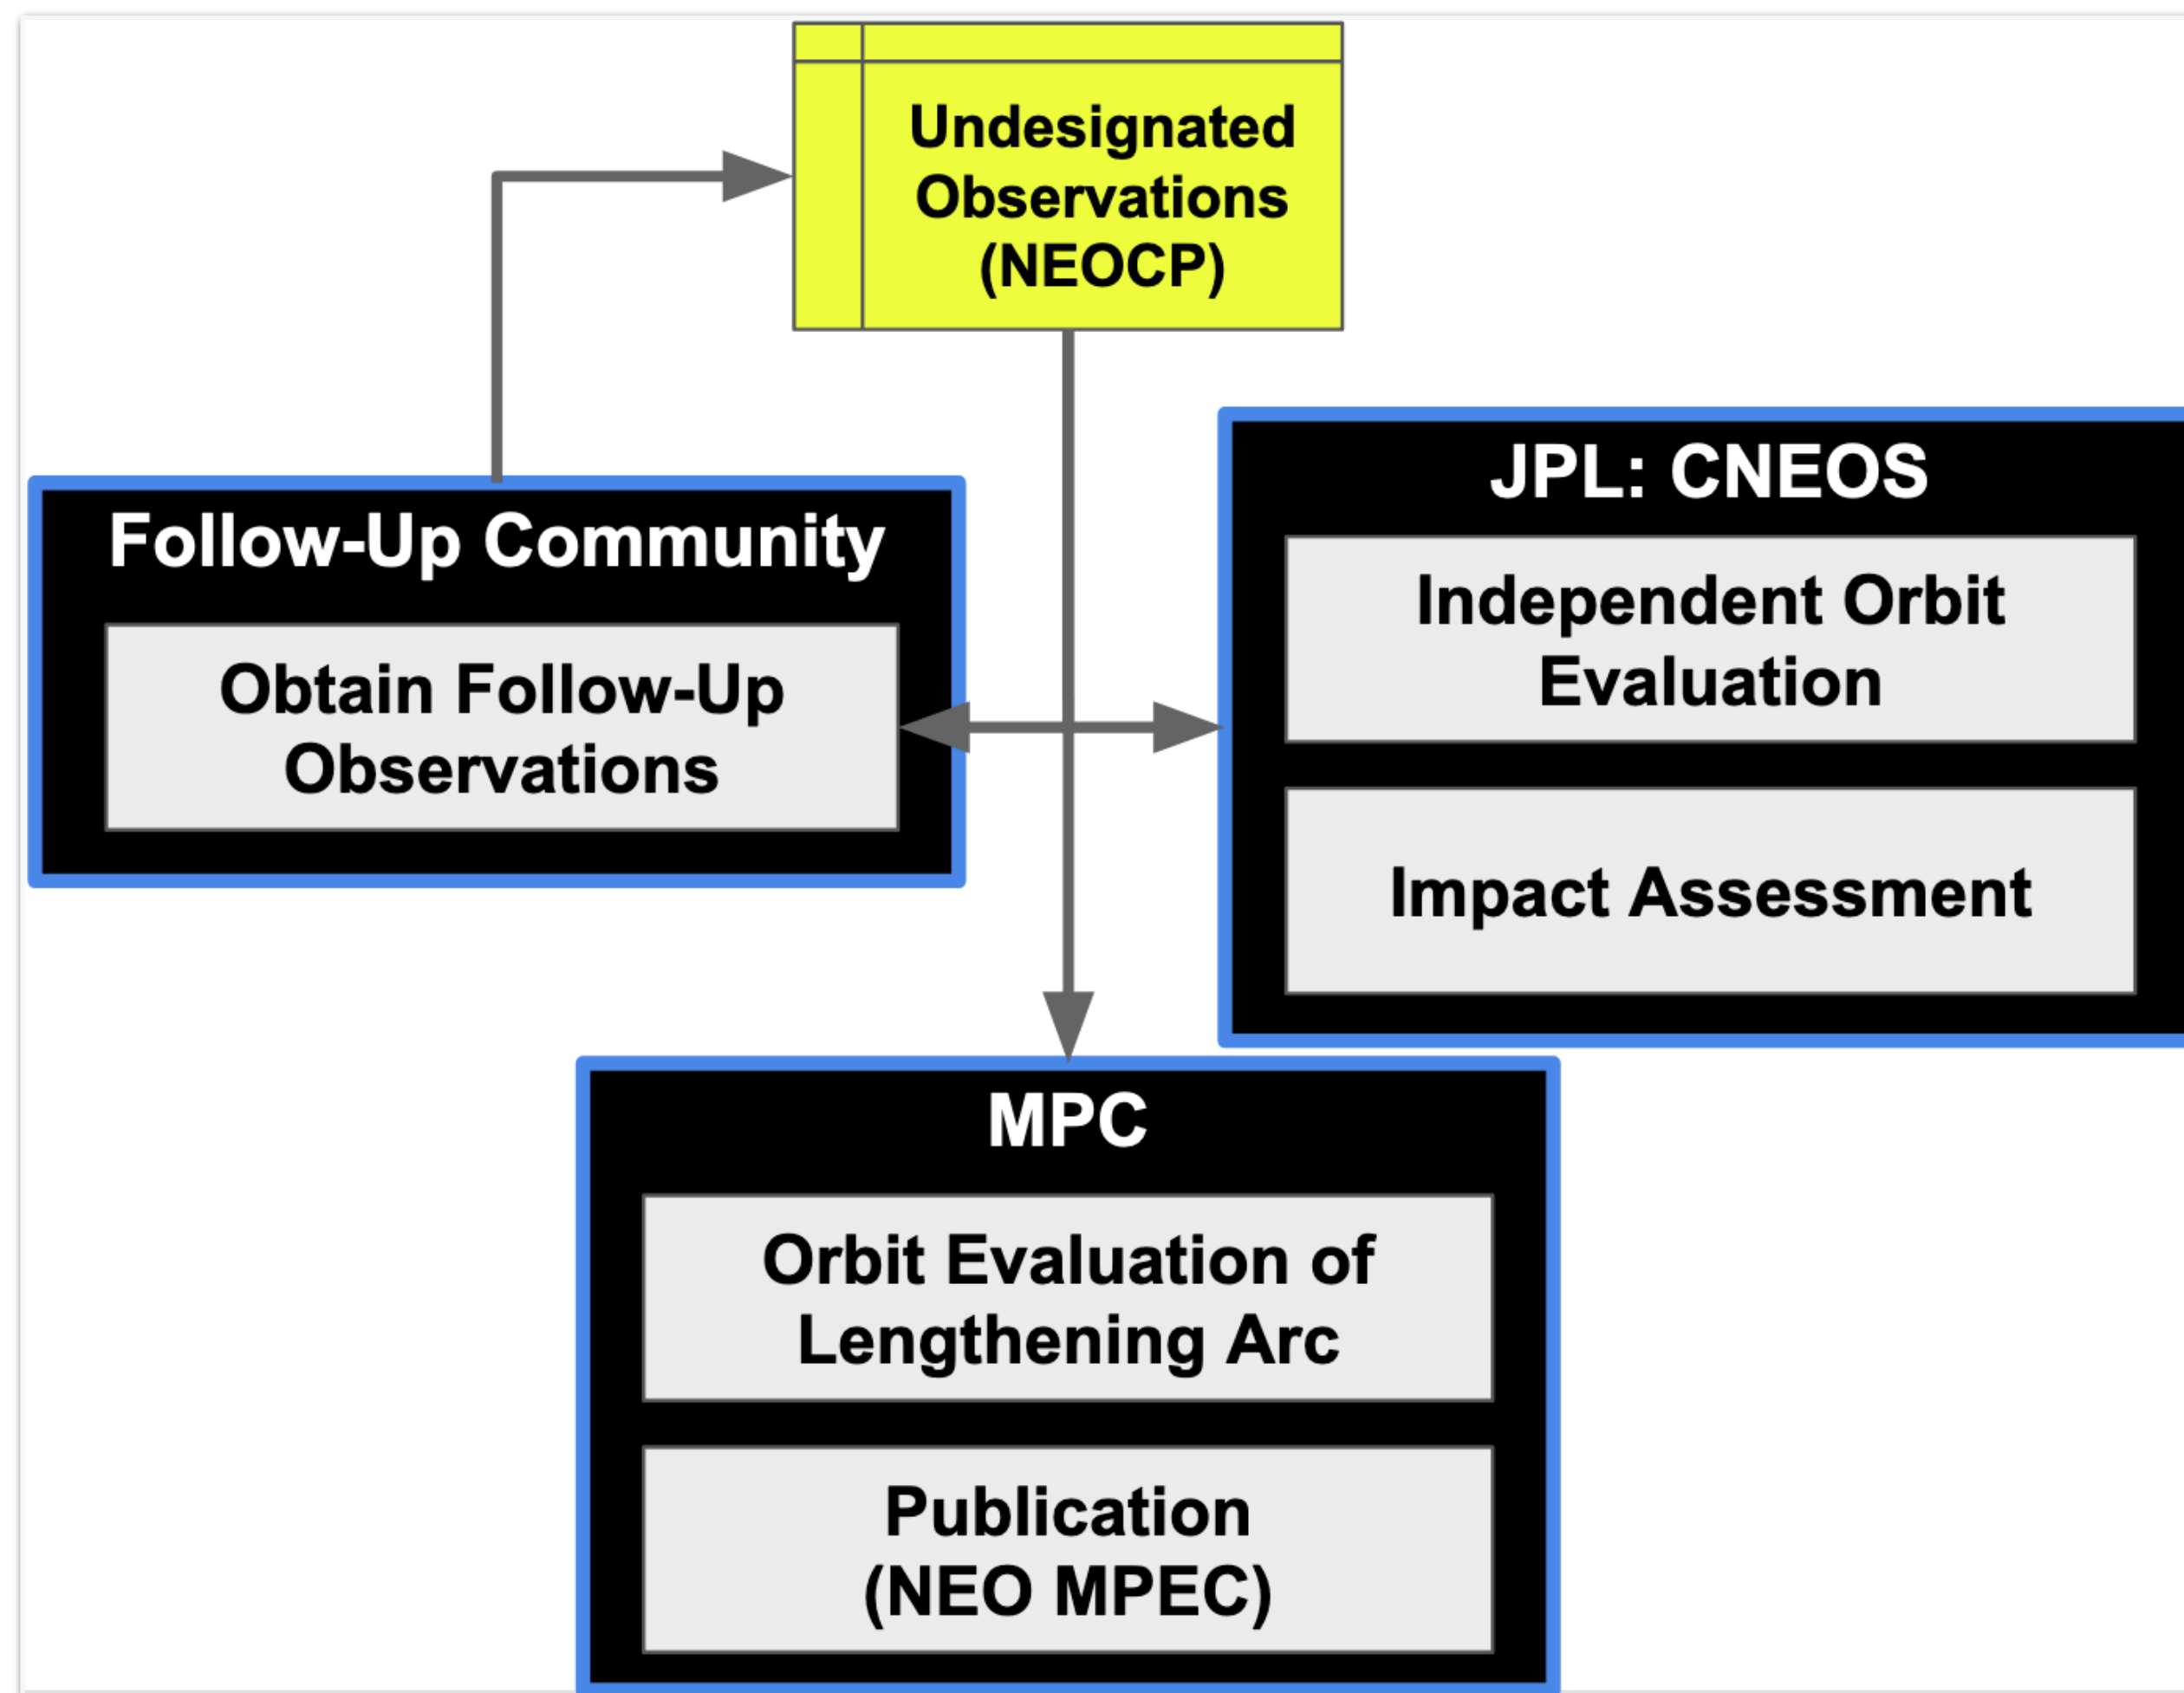 Undesignated
Observations
(NEOCP)
Follow-Up Community
Obtain Follow-Up
Observations
JPL: CNEOS
Independent Orbit
Evaluation
Impact Assessment
MPC
Orbit Evaluation of
Lengthening Arc
Publication
(NEO MPEC)